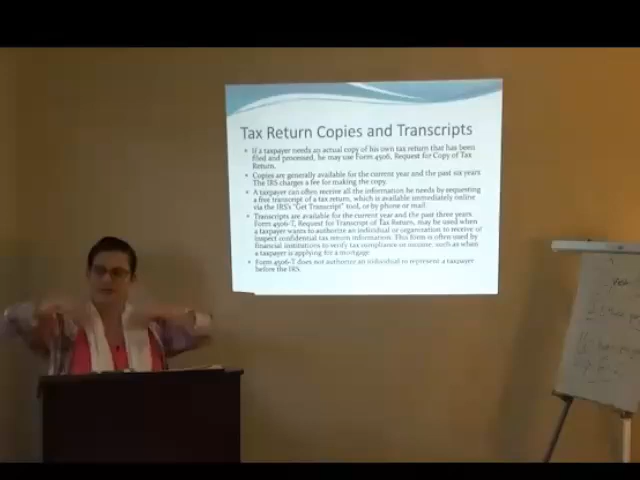 Tax Return Copies and Transcripts
• If a taxpayer needs an actual copy of his own tax return that has been
filed and processed, he may use Form 4506, Request for Copy of Tax
Return.
• Copies are generally available for the current year and the past six years.
The IRS charges a fee for making the copy.
• A taxpayer can often receive all the information he needs by requesting
a free transcript of a tax return, which is available immediately online
via the IRS's "Get Transcript" tool, or by phone or mail.
• Transcripts are available for the current year and the past three years.
Form 4506-T, Request for Transcript of Tax Return, may be used when
a taxpayer wants to authorize an individual or organization to receive or
inspect confidential tax return information. This form is often used by
financial institutions to verify tax compliance or income, such as when
a taxpayer is applying for a mortgage.
• Form 4506-T does not authorize an individual to represent a taxpayer
before the IRS.